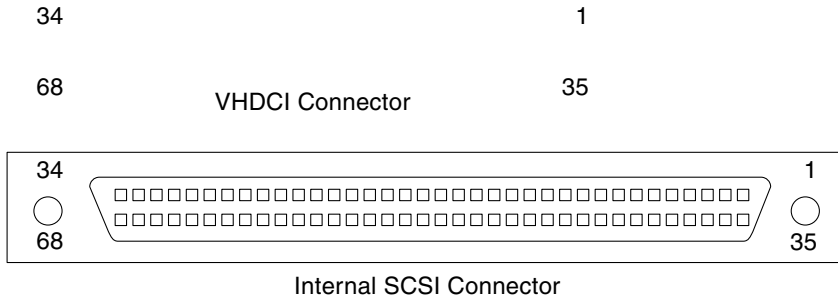 34 1
68 35
VHDCI Connector
34 1
68 35
Internal SCSI Connector